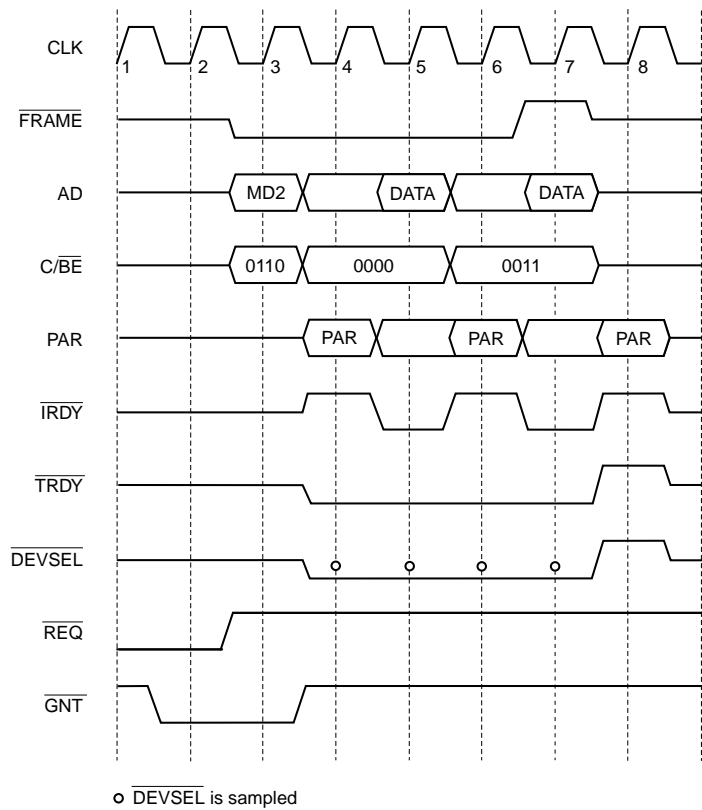 CLK
1 2 3 4 5 6 7 8
FRAME
AD
MD2 DATA DATA
C/BE
0110 0000 0011
PAR
PAR PAR PAR
IRDY
TRDY
DEVSEL
REQ
GNT
DEVSEL is sampled